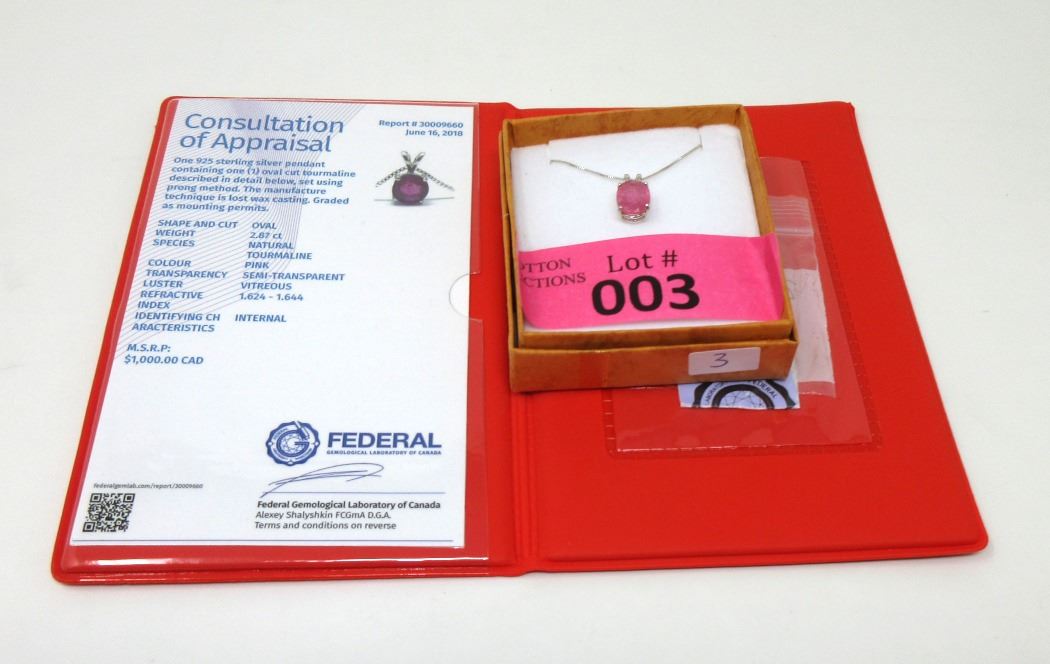 Consultation
of Appraisal
Report # 30009660
June 16, 2018
One 925 sterling silver pendant
containing one (1) oval cut tourmaline
described in detail below, set using
prong method. The manufacture
technique is lost wax casting. Graded
as mounting permits.
SHAPE AND CUT OVAL
WEIGHT 2.87 ct
SPECIES NATURAL
TOURMALINE
COLOUR PINK
TRANSPARENCY SEMI-TRANSPARENT
LUSTER VITREOUS
REFRACTIVE 1.624 - 1.644
INDEX
IDENTIFYING CH INTERNAL
ARACTERISTICS
M.S.R.P:
$1,000.00 CAD
FEDERAL
GEMOLOGICAL LABORATORY OF CANADA
federalgemlab.com/report/30009660
Federal Gemological Laboratory of Canada
Alexey Shalyshkin FCGmA D.G.A.
Terms and conditions on reverse
TTON
CTIONS
Lot #
003
3
FEDERAL